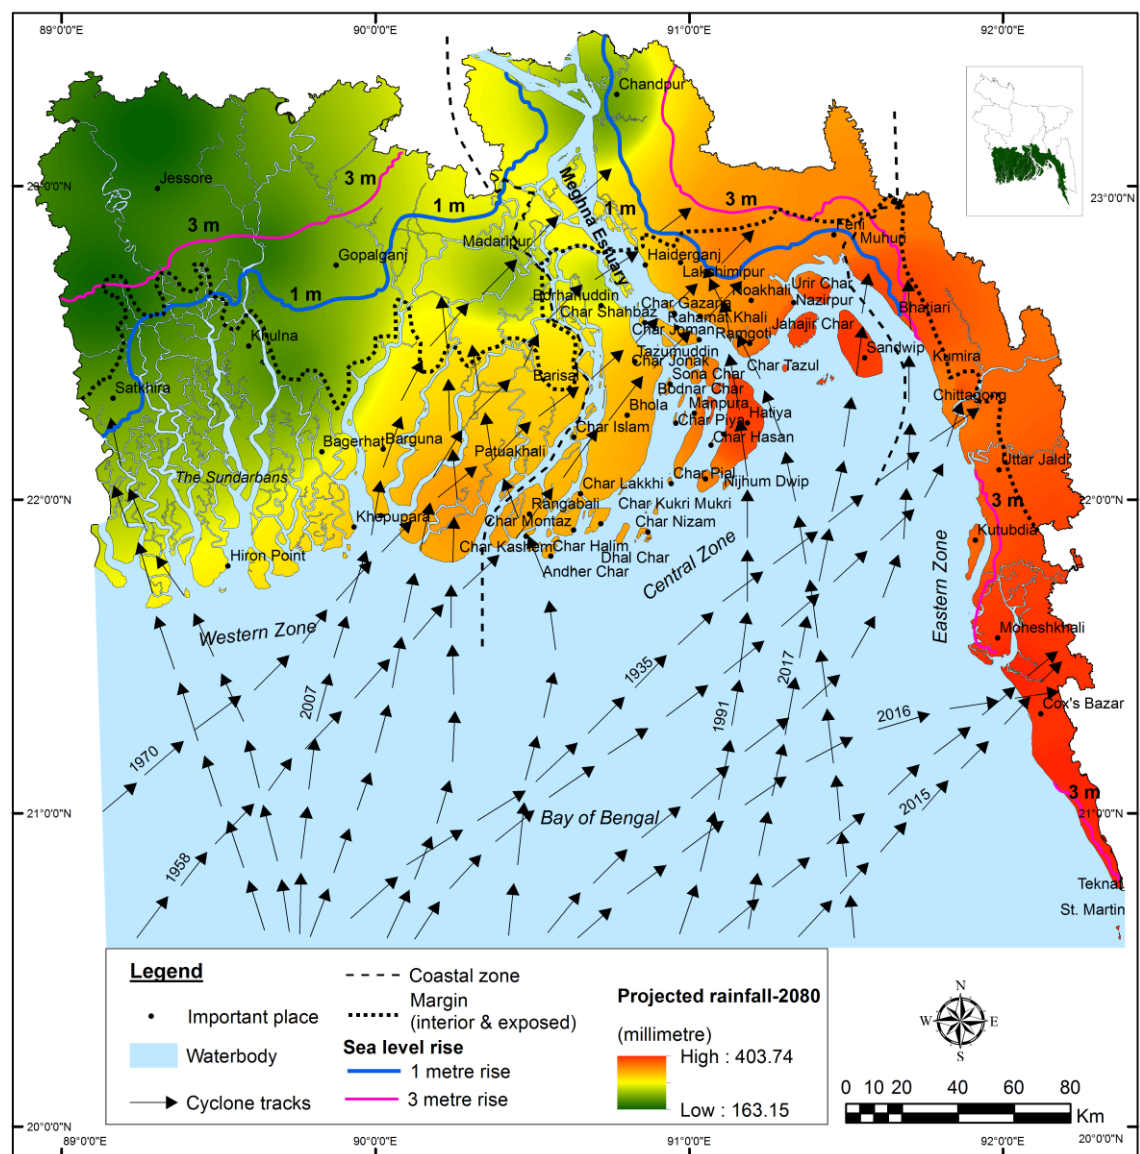 89°0'0"E
90°0'0"E
91°0'0"E
92°0'0"E
Chandpur
Jessore
3 m
23°0'0"N
3 m
1 m
1 m
3 m
Meghna Estuary
Feni
Muhuri
Madaripur
Gopalganj
Haiderganj
Lakshimipur
1 m
Noakhali
Urir Char
Burhanuddin
Char Gazaria
Nazirpur
Bhatiari
Char Shahbaz
Rahamat Khali
Char Joman
Ramgoti
Jahajir Char
Khulna
Tazumuddin
Sandwip
Kumira
Char Jonak
Char Tazul
Satkhira
Barisal
Sona Char
Bodnar Char
Chittagong
Bhola
Manpura
Hatiya
Char Piya
Char Islam
Char Hasan
Bagerhat
Barguna
Patuakhali
Uttar Jaldi
The Sundarbans
Char Pial
Char Lakkhi
Nijhum Dwip
22°0'0"N
3 m
Khepupara
Rangabali
Char Kukri Mukri
Char Montaz
Char Nizam
Kutubdia
Char Kashem
Char Halim
Hiron Point
Dhal Char
Andher Char
Central Zone
Eastern Zone
Western Zone
Moheshkhali
1935
2017
2007
1991
2016
Cox's Bazar
1970
3 m
2015
21°0'0"N
21°0'0"N
Bay of Bengal
1958
Teknaf
St. Martin
Legend
Important place
Waterbody
Cyclone tracks
Coastal zone
Margin
(interior & exposed)
Sea level rise
1 metre rise
3 metre rise
Projected rainfall-2080
(millimetre)
High : 403.74
Low : 163.15
N
W
E
S
0 10 20 40 60 80
Km
20°0'0"N
20°0'0"N
89°0'0"E
90°0'0"E
91°0'0"E
92°0'0"E